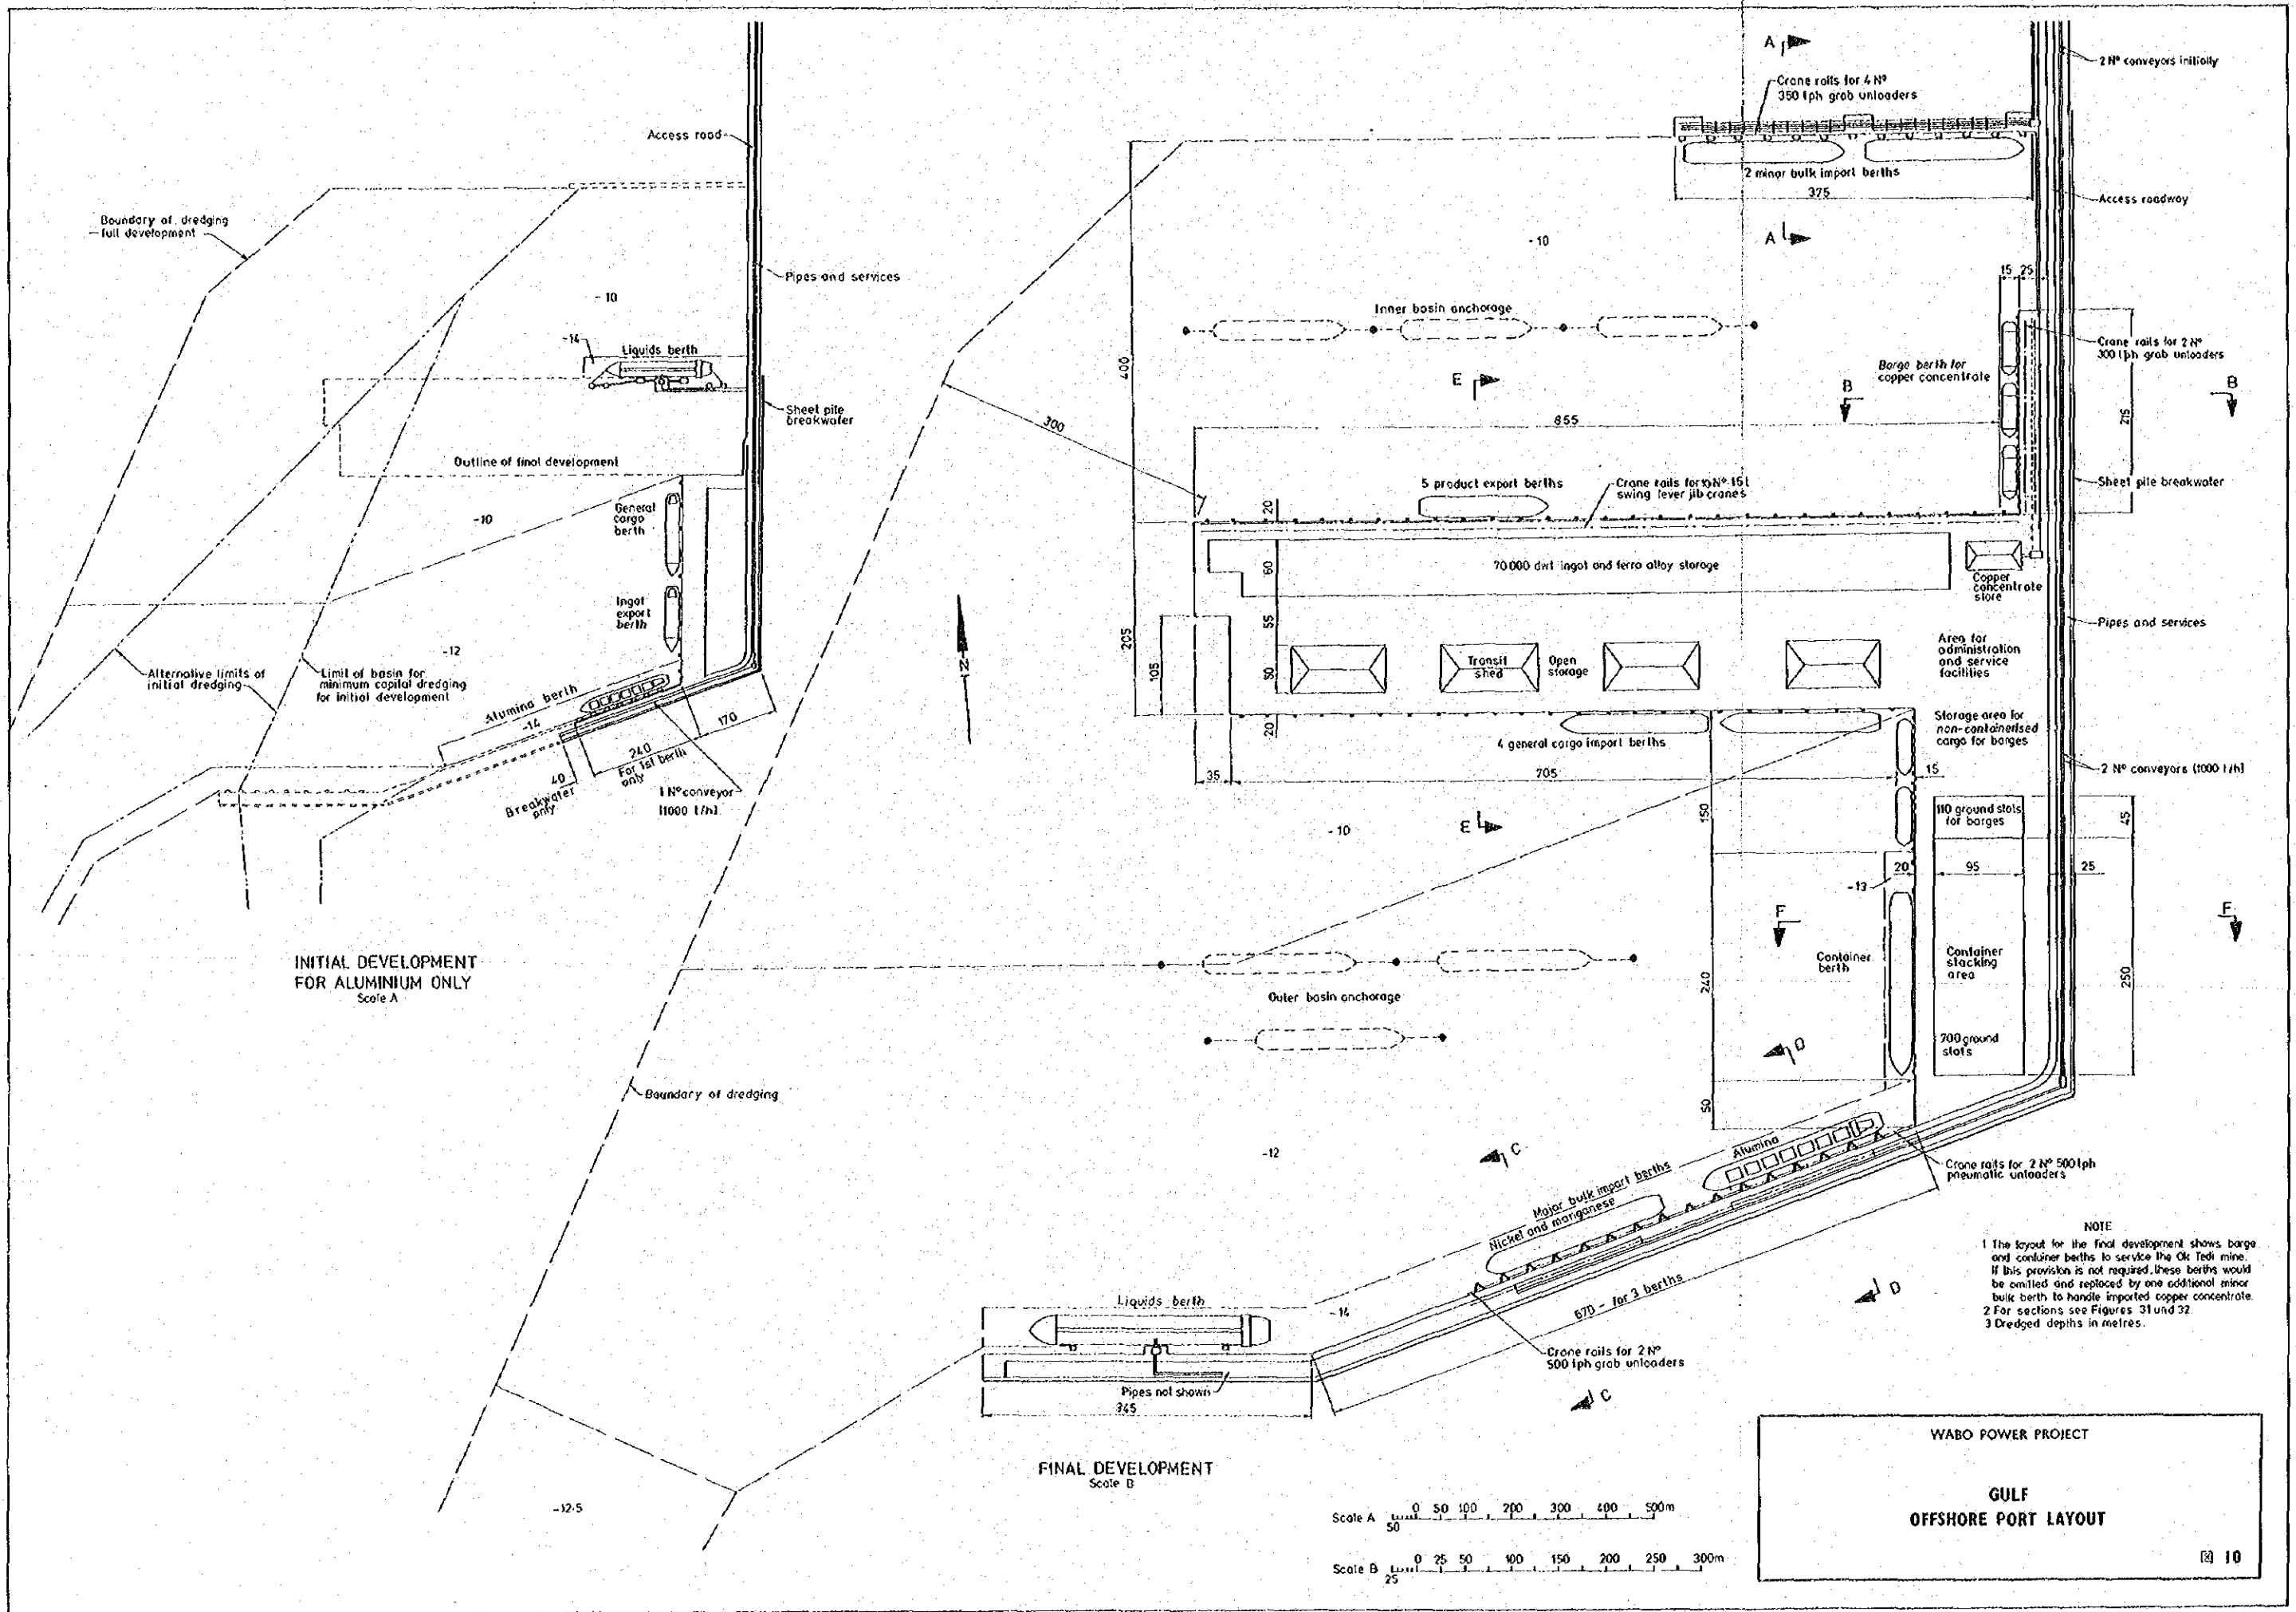 Access road
Boundary of dredging
full development
Pipes and services
-10
-14
Liquids berth
Sheet pile
breakwater
Outline of final development
General
cargo
berth
-10
Ingot
export
berth
-12
Alternative limits of
initial dredging
Limit of basin for
minimum capital dredging
for initial development
Alumina berth
-14
170
240
For 1st berth
only
40
Breakwater
only
1 Nº conveyor
(1000 t/h)
INITIAL DEVELOPMENT
FOR ALUMINIUM ONLY
Scale A
N
A
2 Nº conveyors initially
Crane rails for 4 Nº
350 tph grab unloaders
2 minor bulk import berths
375
Access roadway
A
-10
15 25
Inner basin anchorage
Crane rails for 2 Nº
300 tph grab unloaders
400
E
Barge berth for
copper concentrate
B
B
275
300
855
5 product export berths
Sheet pile breakwater
20
70000 dwt ingot and ferro alloy storage
60
Copper
concentrate
store
55
205
105
Pipes and services
Transit
shed
Open
storage
Area for
administration
and service
facilities
20
4 general cargo import berths
Storage area for
non-containerised
cargo for barges
35
705
15
2 Nº conveyors (1000 t/h)
150
110 ground slots
for barges
45
-10
E
20
95
25
-13
F
F
Container
berth
Container
stacking
area
240
250
Outer basin anchorage
D
700 ground
slots
50
Boundary of dredging
-12
C
Alumina
Major bulk import berths
Nickel and manganese
Crane rails for 2 Nº 500 tph
pneumatic unloaders
NOTE
1 The layout for the final development shows barge
and container berths to service the Ok Tedi mine.
If this provision is not required, these berths would
be omitted and replaced by one additional minor
bulk berth to handle imported copper concentrate.
2 For sections see Figures 31 und 32.
3 Dredged depths in metres.
Liquids berth
-14
670 - for 3 berths
D
Crane rails for 2 Nº
500 tph grab unloaders
Pipes not shown
345
C
FINAL DEVELOPMENT
Scale B
-12.5
Scale A 50 0 50 100 200 300 400 500m
Scale B 25 0 25 50 100 150 200 250 300m
WABO POWER PROJECT
GULF
OFFSHORE PORT LAYOUT
図 10